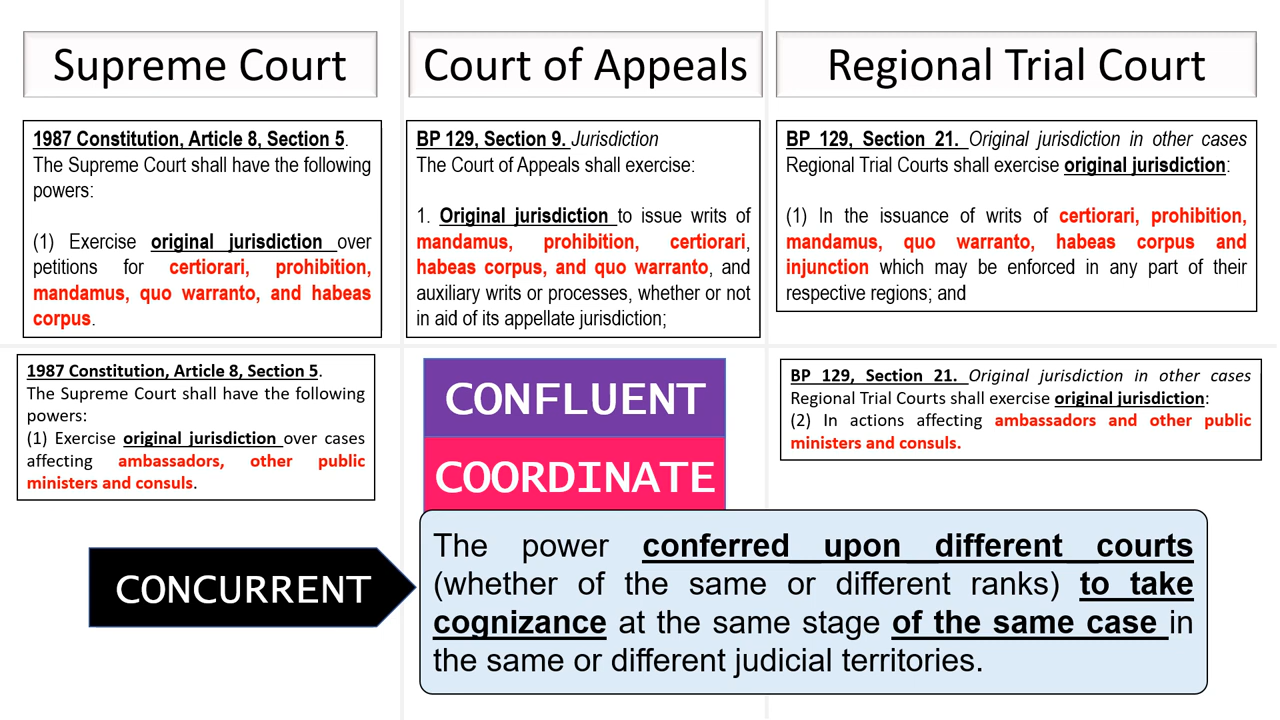 Supreme Court
Court of Appeals
Regional Trial Court
1987 Constitution, Article 8, Section 5.
The Supreme Court shall have the following
powers:
(1) Exercise original jurisdiction over
petitions for certiorari, prohibition,
mandamus, quo warranto, and habeas
corpus.
BP 129, Section 9. Jurisdiction
The Court of Appeals shall exercise:
1. Original jurisdiction to issue writs of
mandamus, prohibition, certiorari,
habeas corpus, and quo warranto, and
auxiliary writs or processes, whether or not
in aid of its appellate jurisdiction;
BP 129, Section 21. Original jurisdiction in other cases
Regional Trial Courts shall exercise original jurisdiction:
(1) In the issuance of writs of certiorari, prohibition,
mandamus, quo warranto, habeas corpus and
injunction which may be enforced in any part of their
respective regions; and
1987 Constitution, Article 8, Section 5.
The Supreme Court shall have the following
powers:
(1) Exercise original jurisdiction over cases
affecting ambassadors, other public
ministers and consuls.
CONFLUENT
COORDINATE
BP 129, Section 21. Original jurisdiction in other cases
Regional Trial Courts shall exercise original jurisdiction:
(2) In actions affecting ambassadors and other public
ministers and consuls.
CONCURRENT
The power conferred upon different courts
(whether of the same or different ranks) to take
cognizance at the same stage of the same case in
the same or different judicial territories.